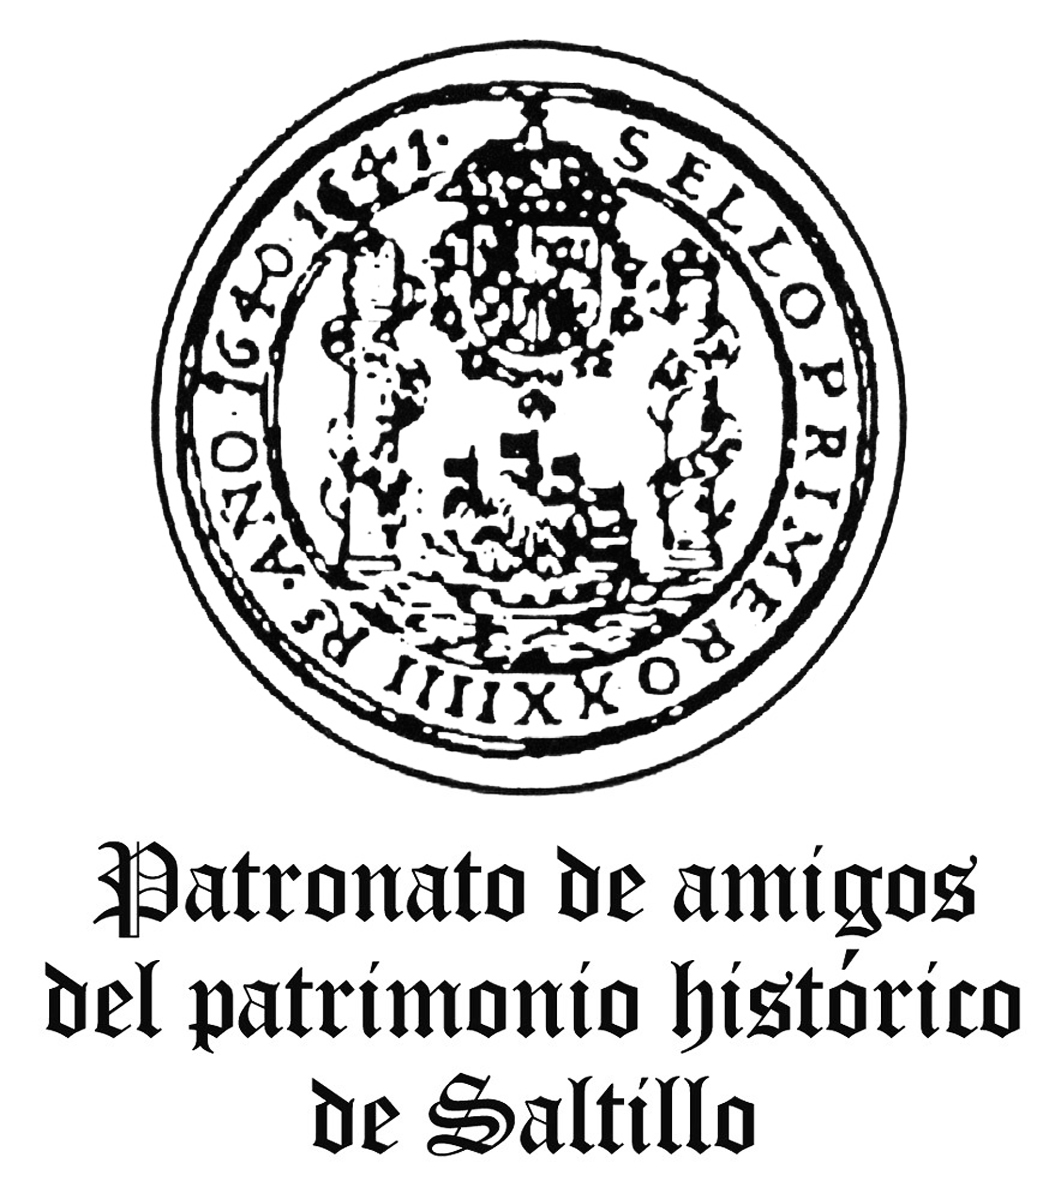 SELLO PRIMERO XXIIII Rs · AÑO 1640 1641 ·
Patronato de amigos
del patrimonio histórico
de Saltillo